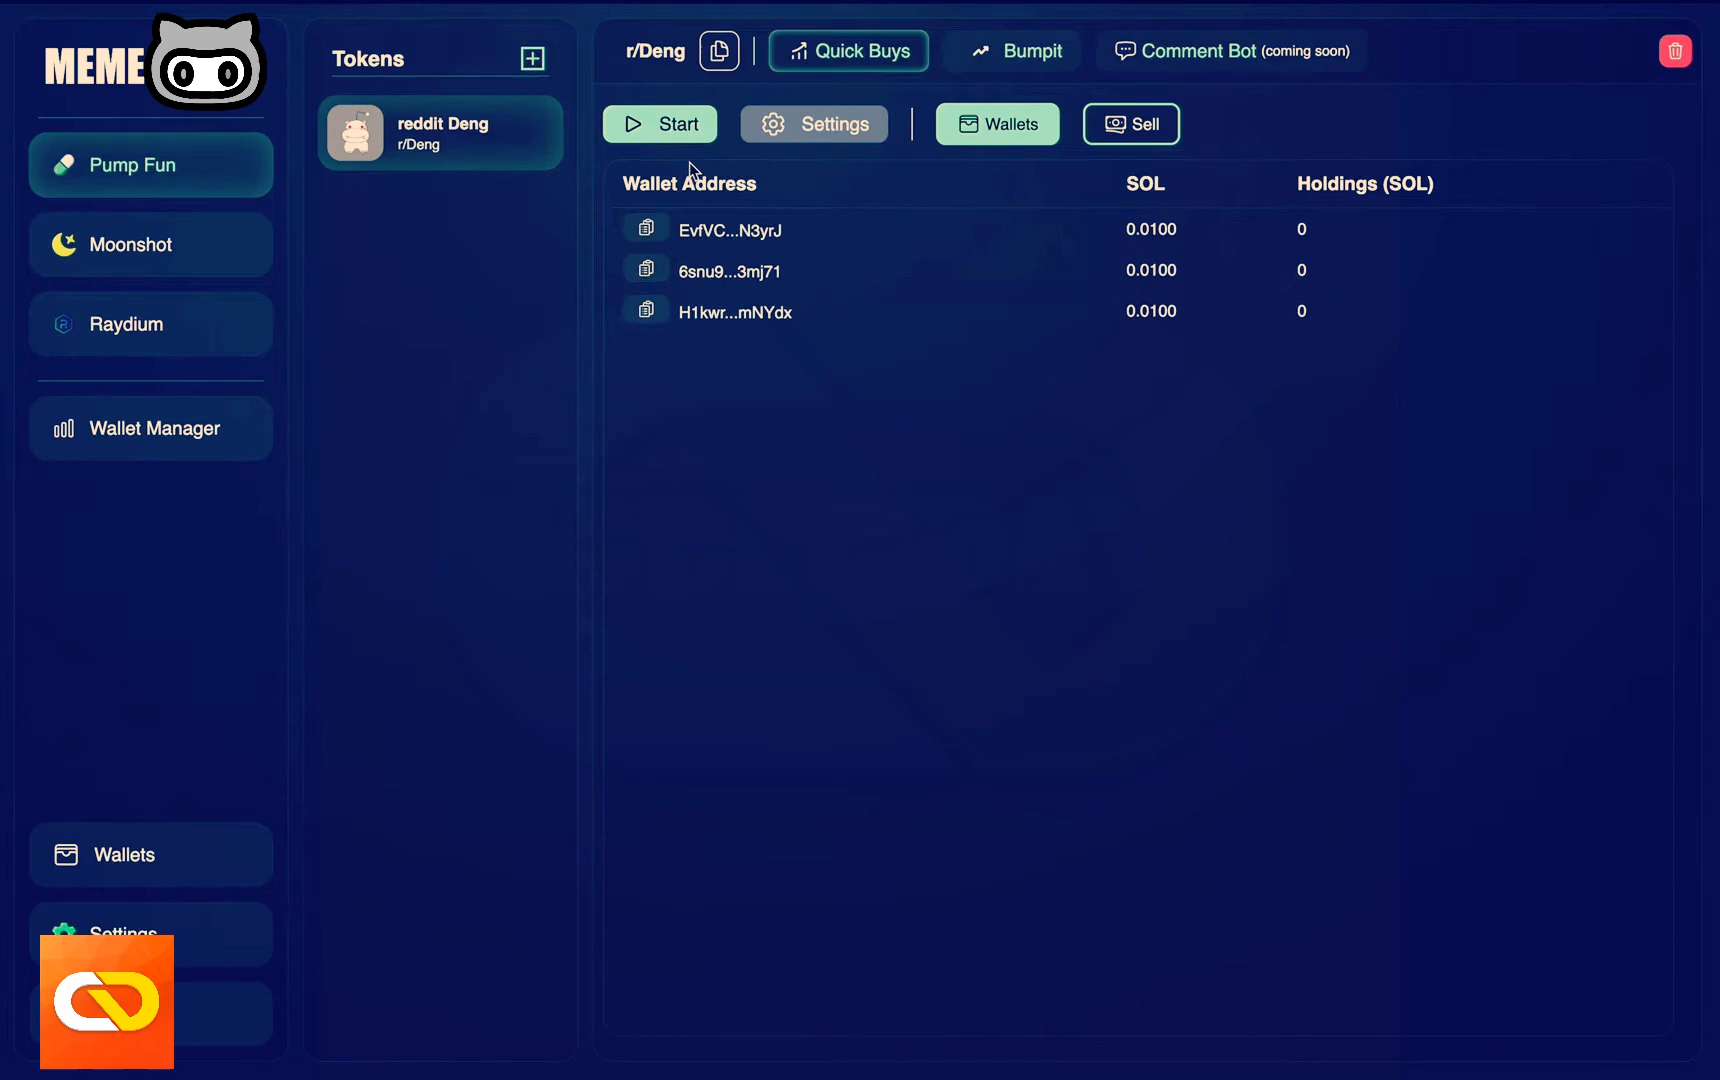 MEME
Pump Fun
Moonshot
Raydium
Wallet Manager
Wallets
Settings
Tokens
reddit Deng
r/Deng
r/Deng
Quick Buys
Bumpit
Comment Bot (coming soon)
Start
Settings
Wallets
Sell
Wallet Address SOL Holdings (SOL)
EvfVC...N3yrJ 0.0100 0
6snu9...3mj71 0.0100 0
H1kwr...mNYdx 0.0100 0